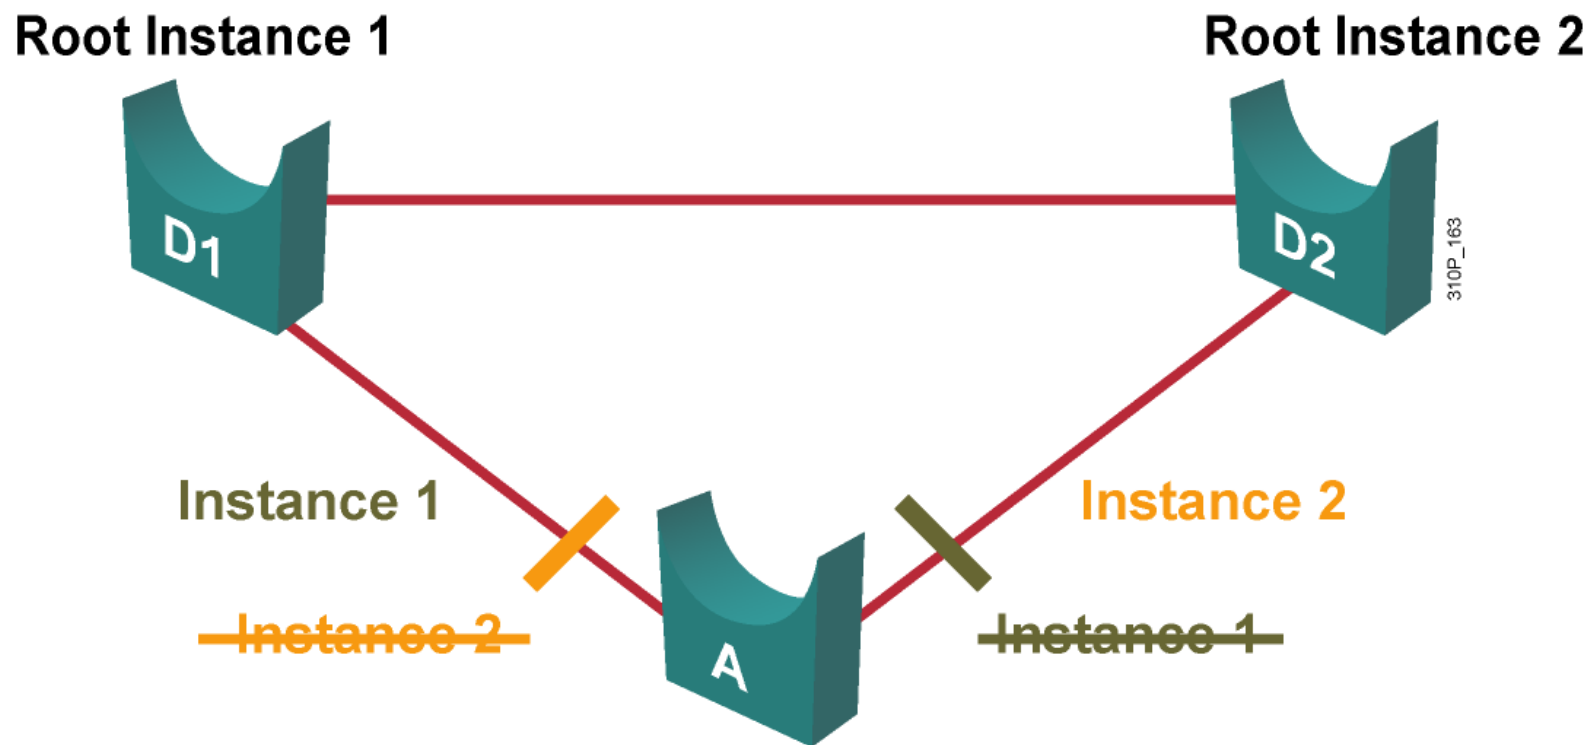 Root Instance 1
Root Instance 2
D1
D2
310P_163
Instance 1
Instance 2
Instance 2
Instance 1
A